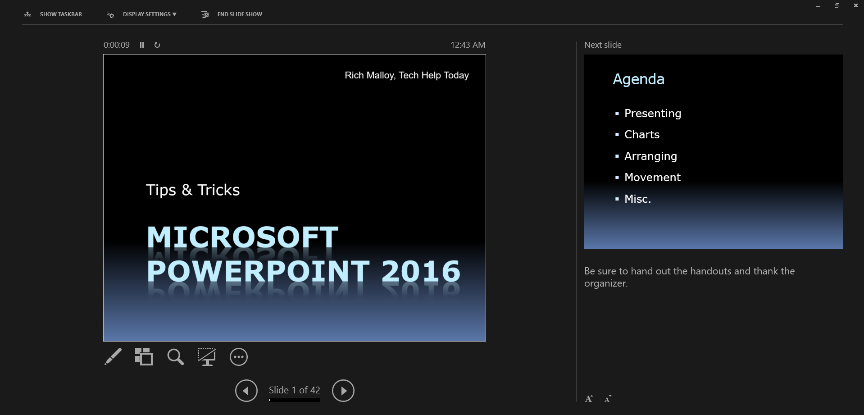 SHOW TASKBAR
DISPLAY SETTINGS ▼
END SLIDE SHOW
0:00:09
12:43 AM
Rich Malloy, Tech Help Today
Tips & Tricks
MICROSOFT
POWERPOINT 2016
Slide 1 of 42
Next slide
Agenda
▪ Presenting
▪ Charts
▪ Arranging
▪ Movement
▪ Misc.
Be sure to hand out the handouts and thank the
organizer.
A A